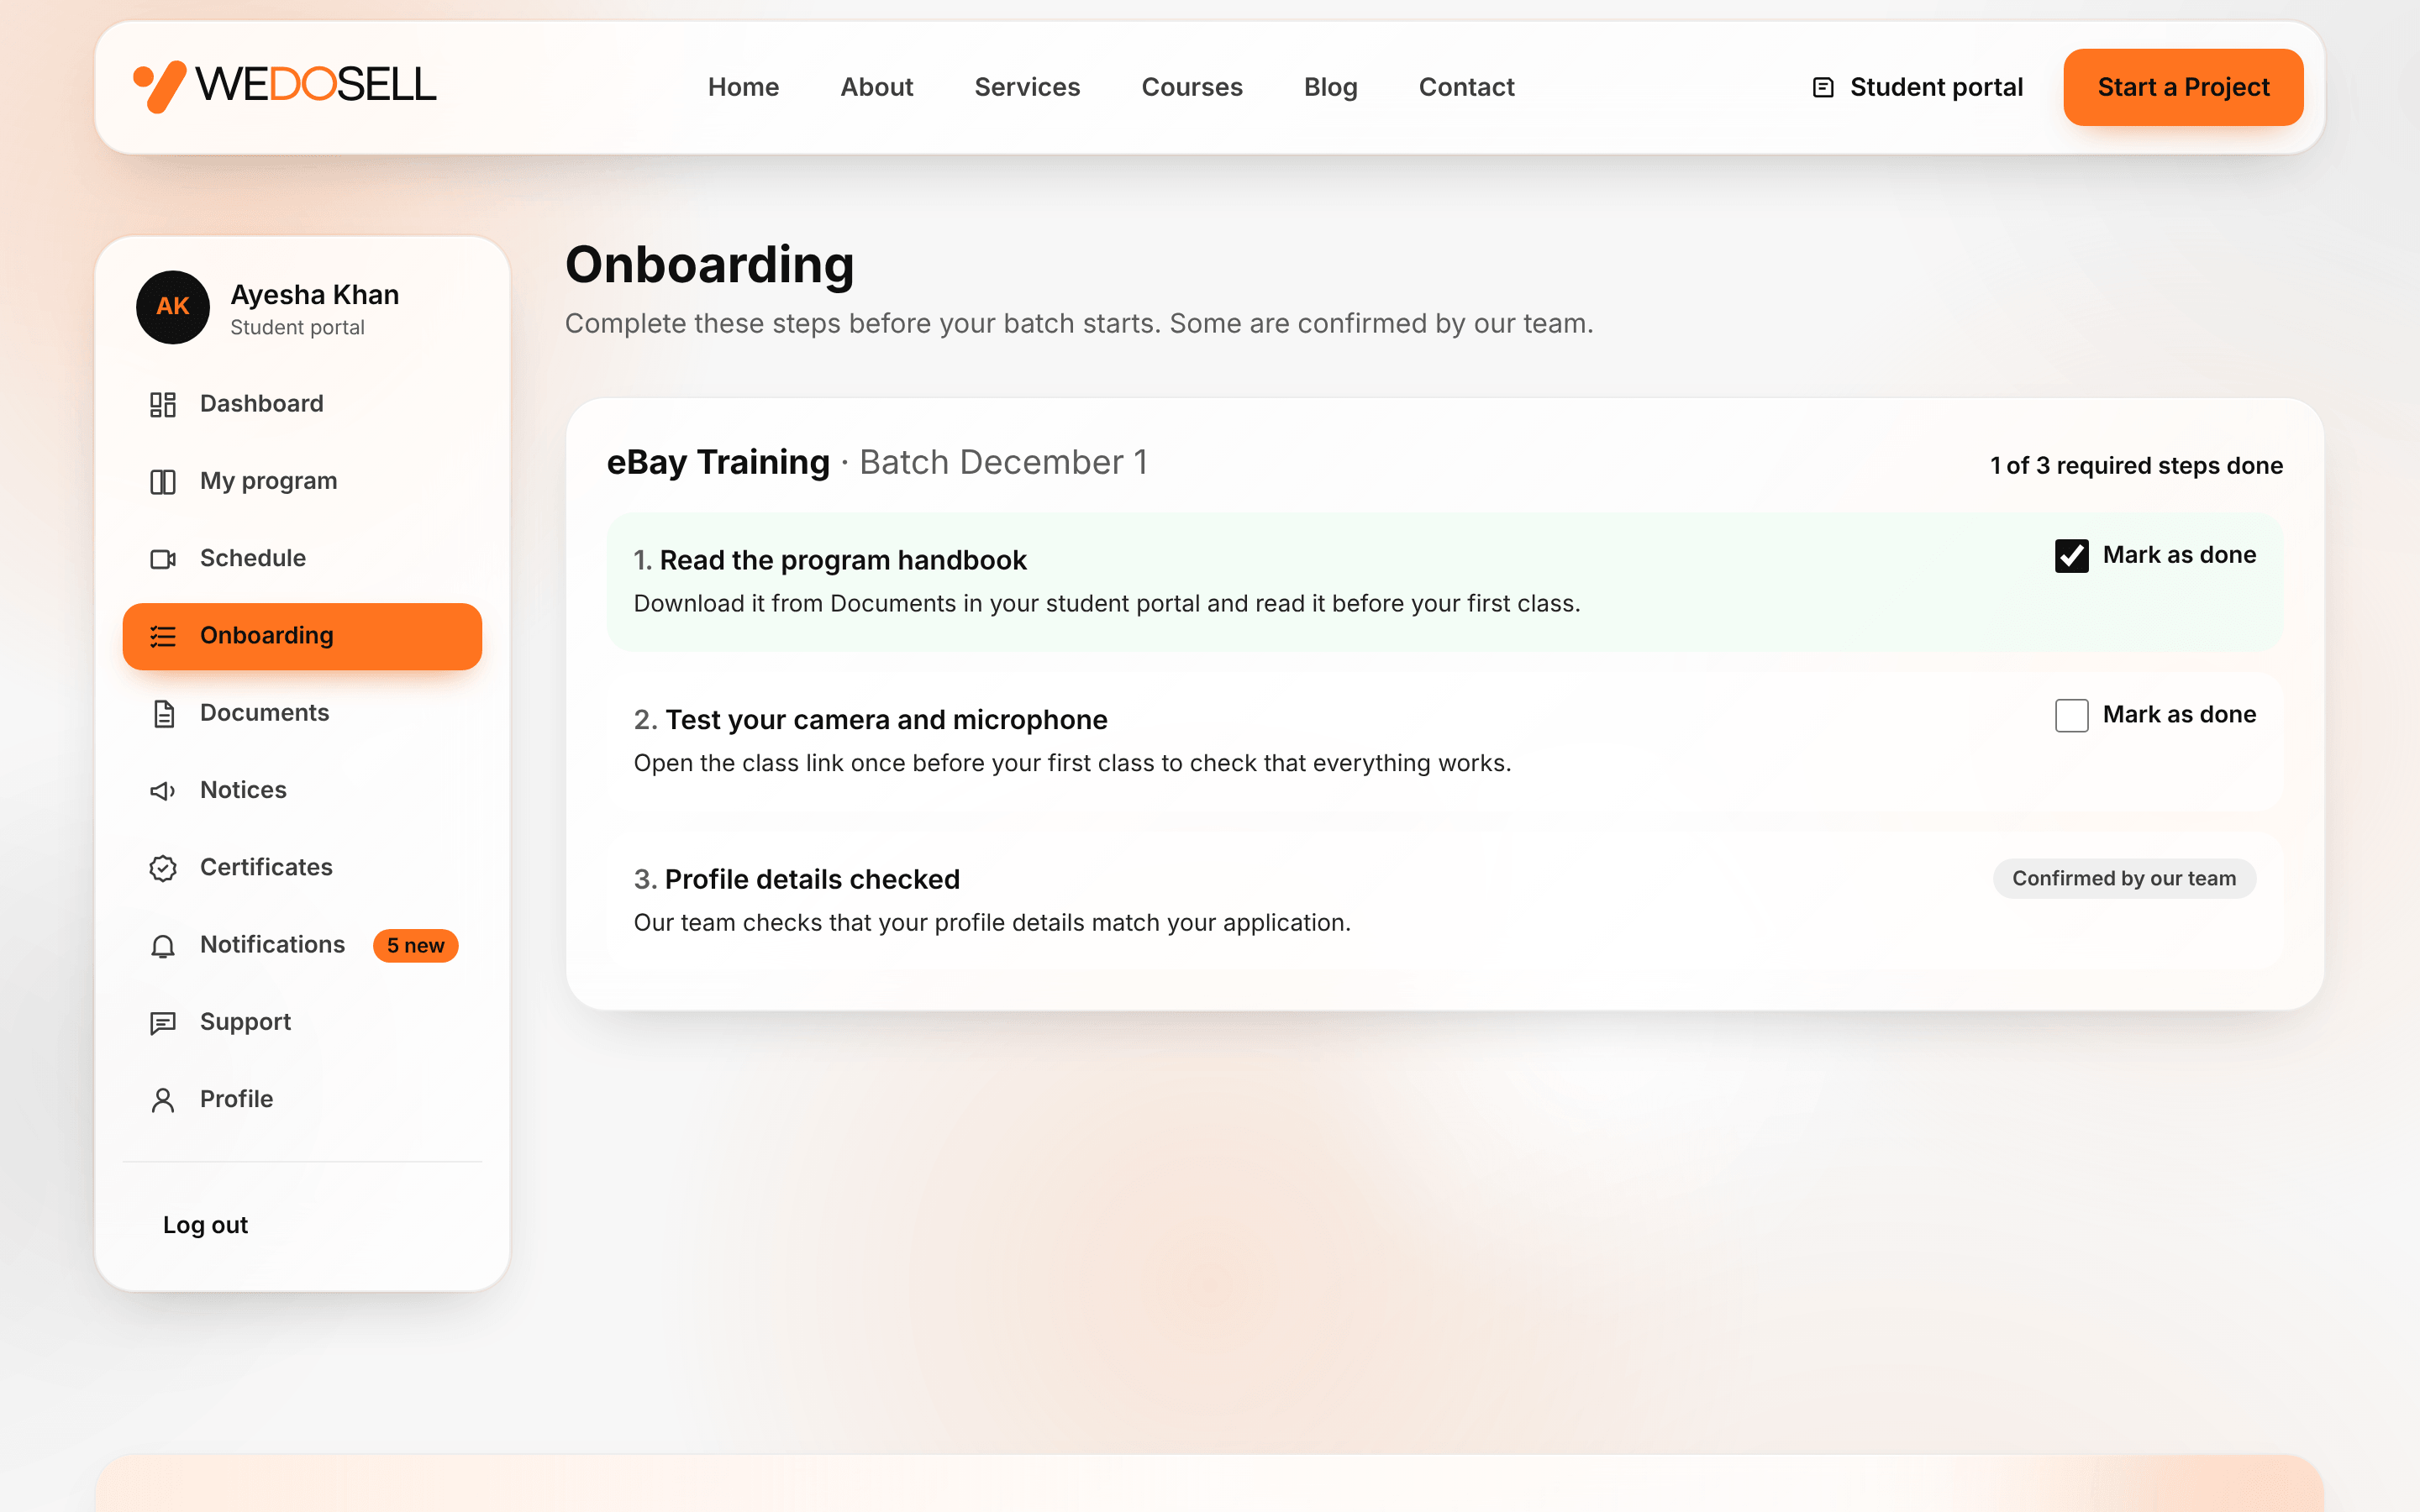 WEDOSELL
Home
About
Services
Courses
Blog
Contact
Student portal
Start a Project
AK
Ayesha Khan
Student portal
Dashboard
My program
Schedule
Onboarding
Documents
Notices
Certificates
Notifications
5 new
Support
Profile
Log out
Onboarding
Complete these steps before your batch starts. Some are confirmed by our team.
eBay Training · Batch December 1
1 of 3 required steps done
1. Read the program handbook
Mark as done
Download it from Documents in your student portal and read it before your first class.
2. Test your camera and microphone
Mark as done
Open the class link once before your first class to check that everything works.
3. Profile details checked
Confirmed by our team
Our team checks that your profile details match your application.